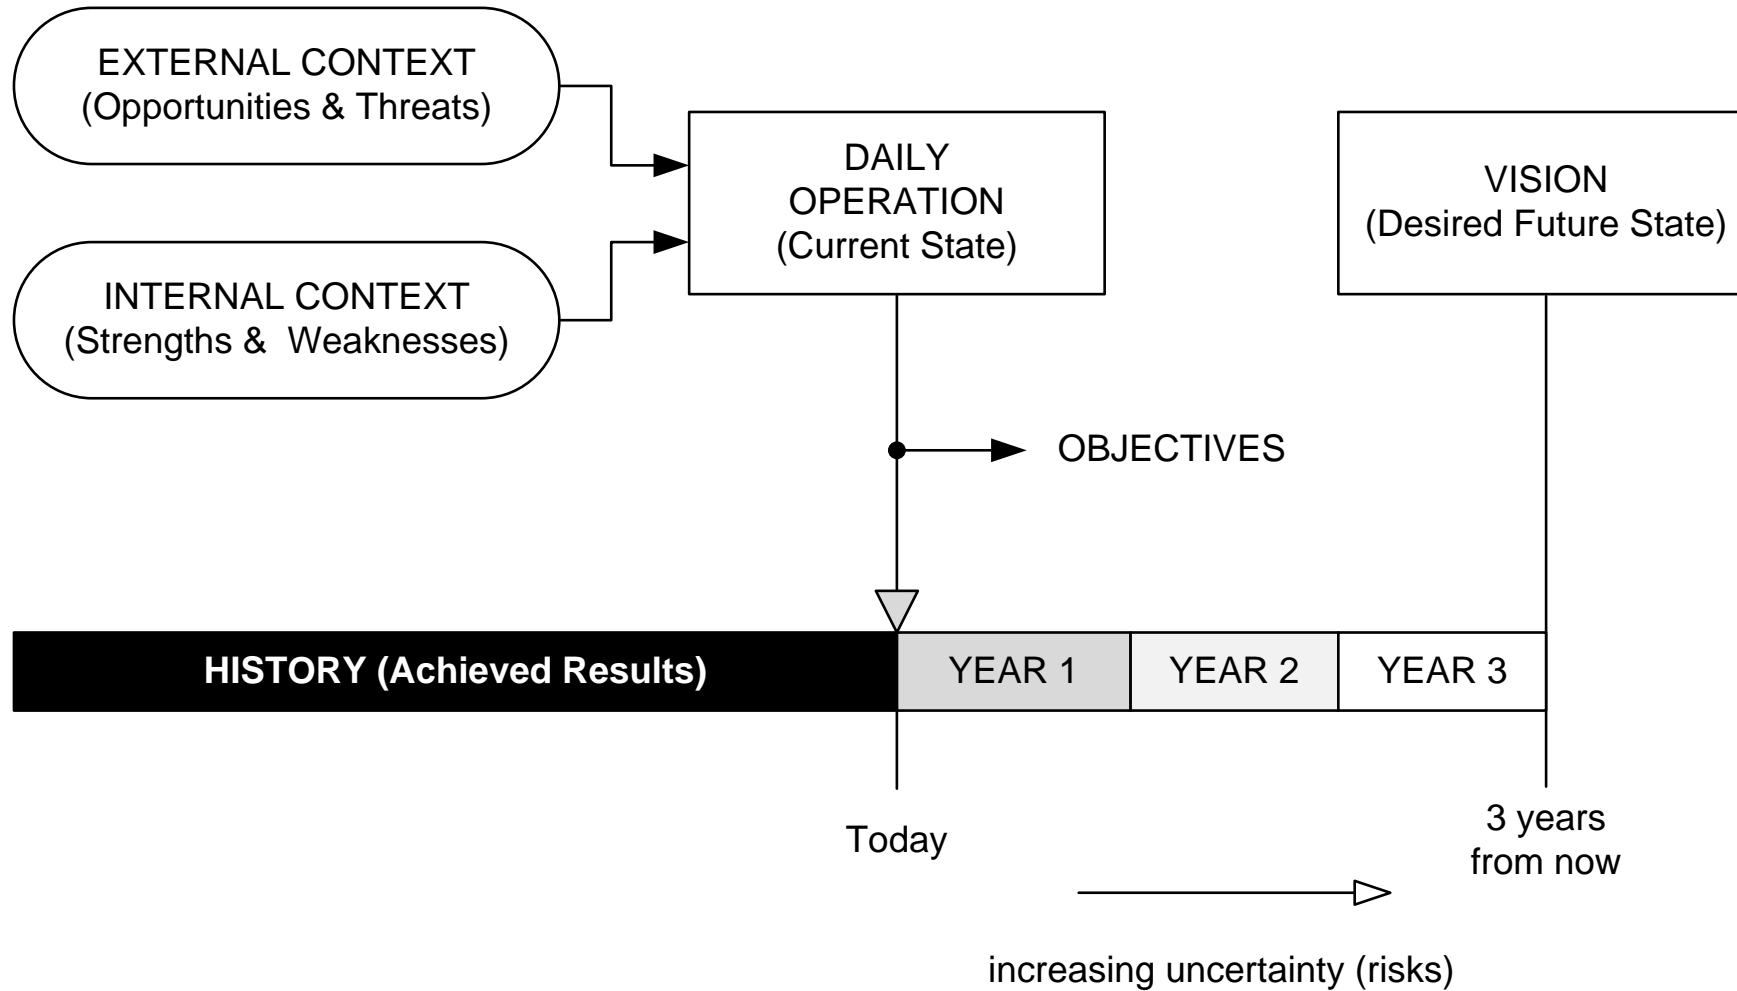 EXTERNAL CONTEXT
(Opportunities & Threats)
DAILY
OPERATION
(Current State)
VISION
(Desired Future State)
INTERNAL CONTEXT
(Strengths &  Weaknesses)
OBJECTIVES
HISTORY (Achieved Results)
YEAR 1
YEAR 2
YEAR 3
Today
3 years
from now
increasing uncertainty (risks)